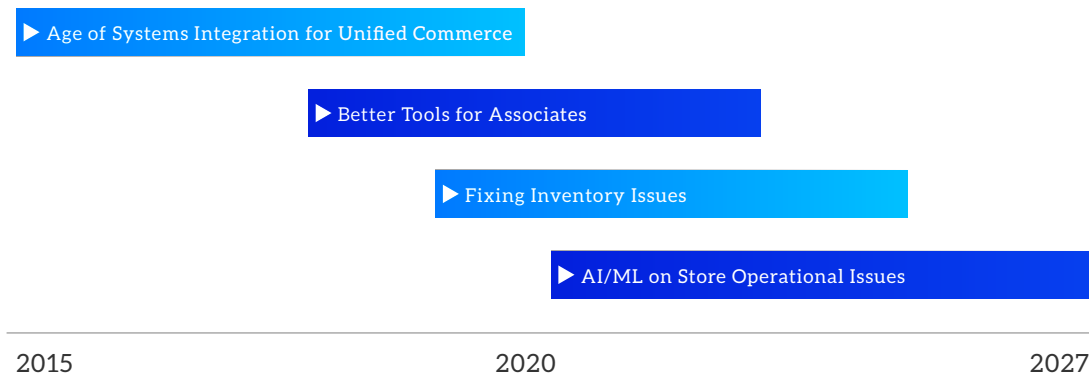 ▶ Age of Systems Integration for Unified Commerce
▶ Better Tools for Associates
▶ Fixing Inventory Issues
▶ AI/ML on Store Operational Issues
2015 2020 2027